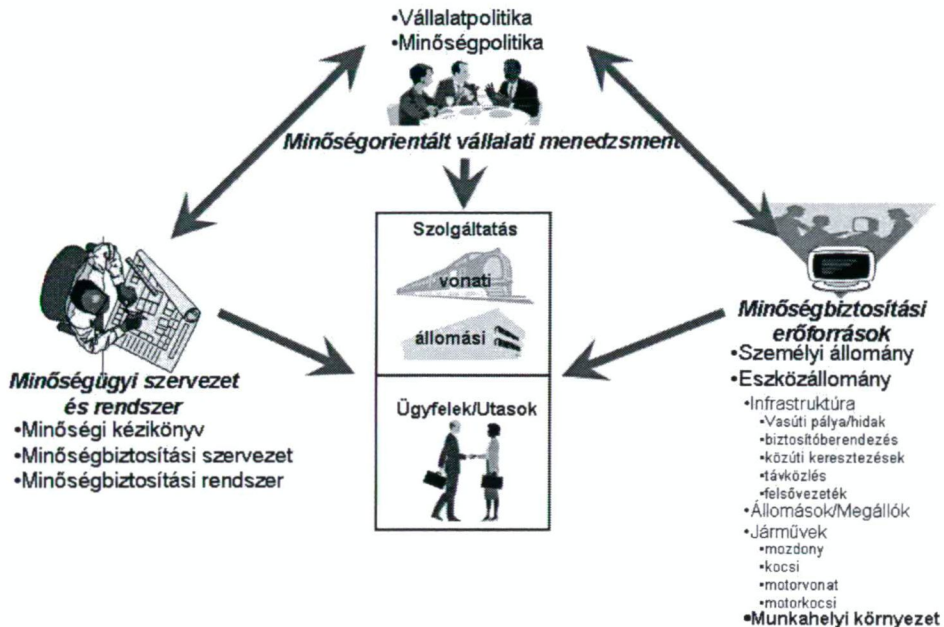 •Vállalatpolitika
•Minőségpolitika
Minőségorientált vállalati menedzsment
Szolgáltatás
vonati
állomási
Ügyfelek/Utasok
Minőségügyi szervezet
és rendszer
•Minőségi kézikönyv
•Minőségbiztosítási szervezet
•Minőségbiztosítási rendszer
Minőségbiztosítási
erőforrások
•Személyi állomány
•Eszközállomány
•Infrastruktúra
•Vasúti pálya/hidak
•biztosítóberendezés
•közúti keresztezések
•távközlés
•felsővezeték
•Állomások/Megállók
•Járművek
•mozdony
•kocsi
•motorvonat
•motorkocsi
•Munkahelyi környezet